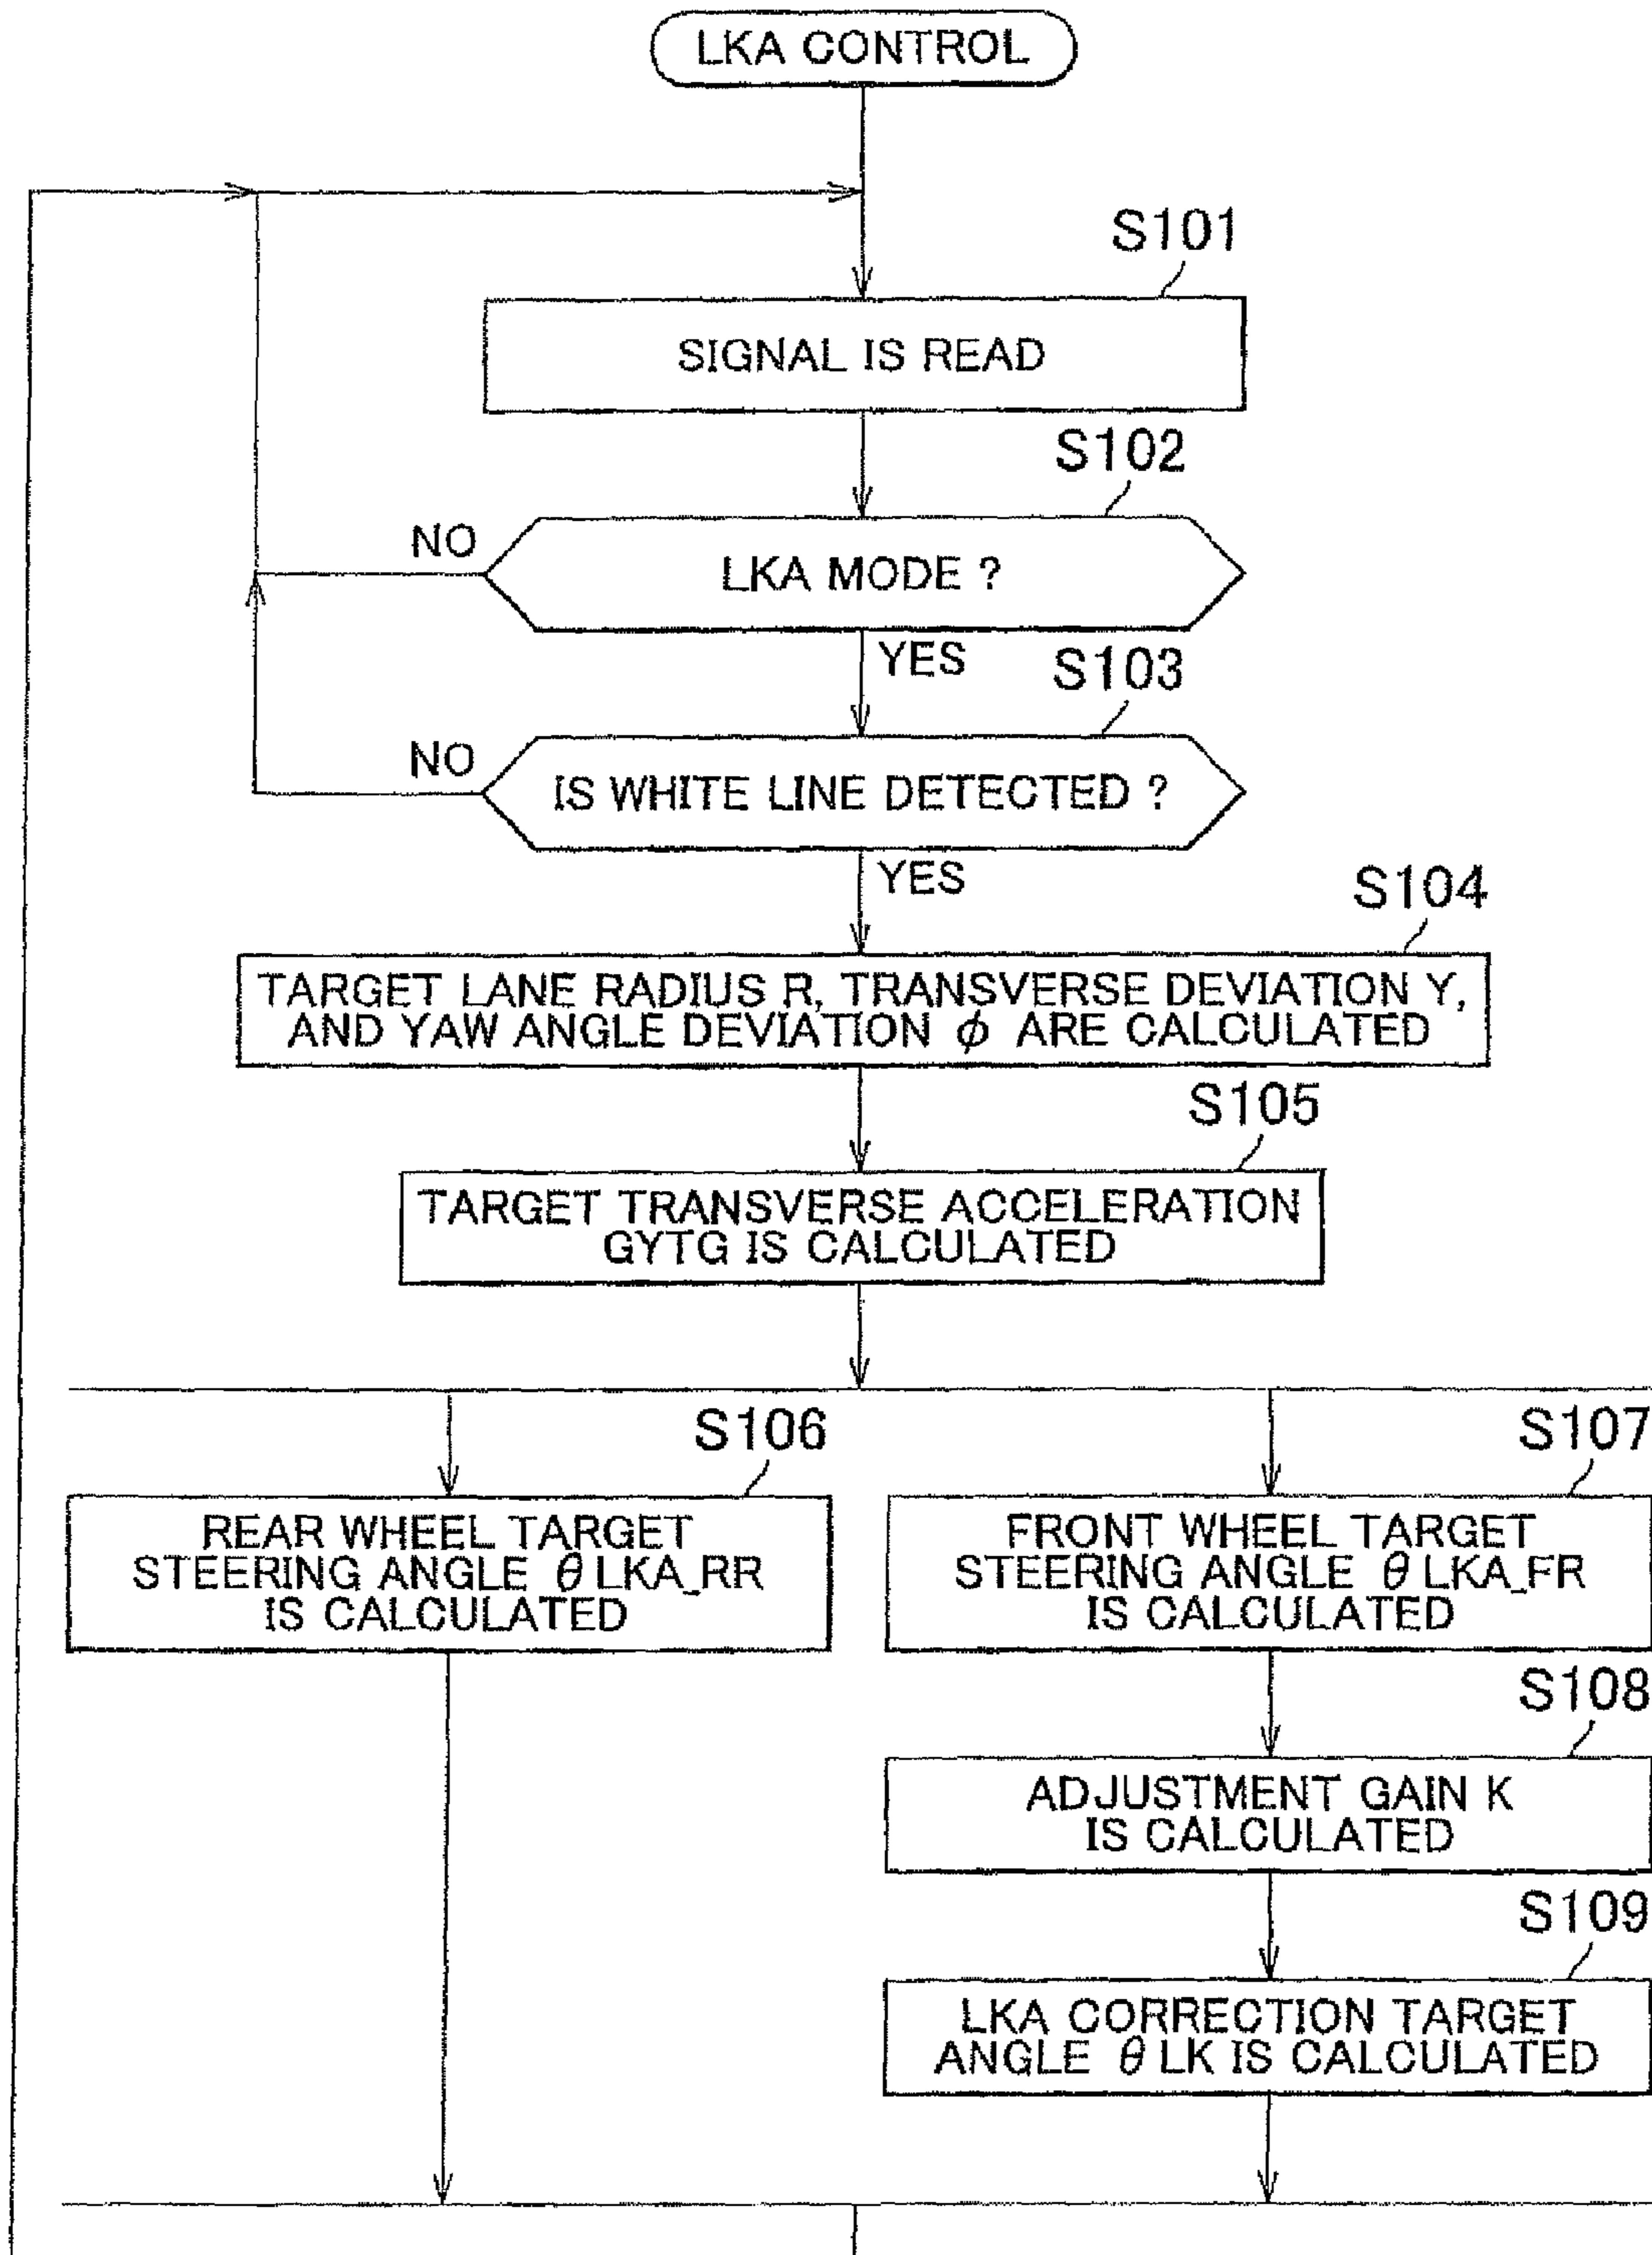 LKA CONTROL
S101
SIGNAL IS READ
S102
NO
LKA MODE ?
YES
S103
NO
IS WHITE LINE DETECTED ?
YES
S104
TARGET LANE RADIUS R, TRANSVERSE DEVIATION Y,
AND YAW ANGLE DEVIATION ϕ ARE CALCULATED
S105
TARGET TRANSVERSE ACCELERATION
GYTG IS CALCULATED
S106
REAR WHEEL TARGET
STEERING ANGLE θ LKA_RR
IS CALCULATED
S107
FRONT WHEEL TARGET
STEERING ANGLE θ LKA_FR
IS CALCULATED
S108
ADJUSTMENT GAIN K
IS CALCULATED
S109
LKA CORRECTION TARGET
ANGLE θ LK IS CALCULATED